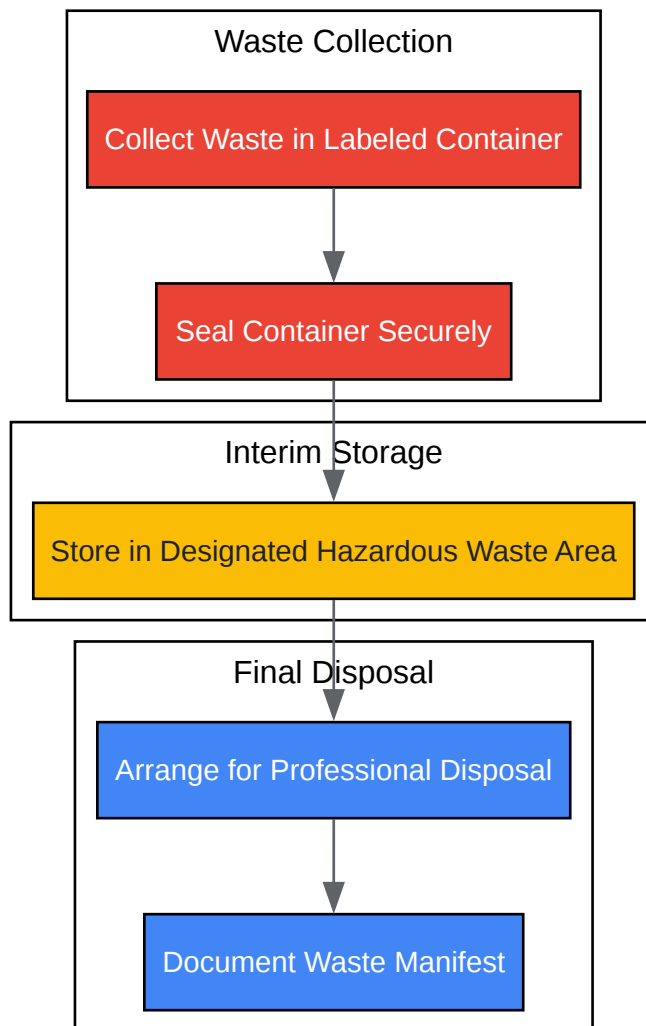 Waste Collection
Collect Waste in Labeled Container
Seal Container Securely
Interim Storage
Store in Designated Hazardous Waste Area
Final Disposal
Arrange for Professional Disposal
Document Waste Manifest